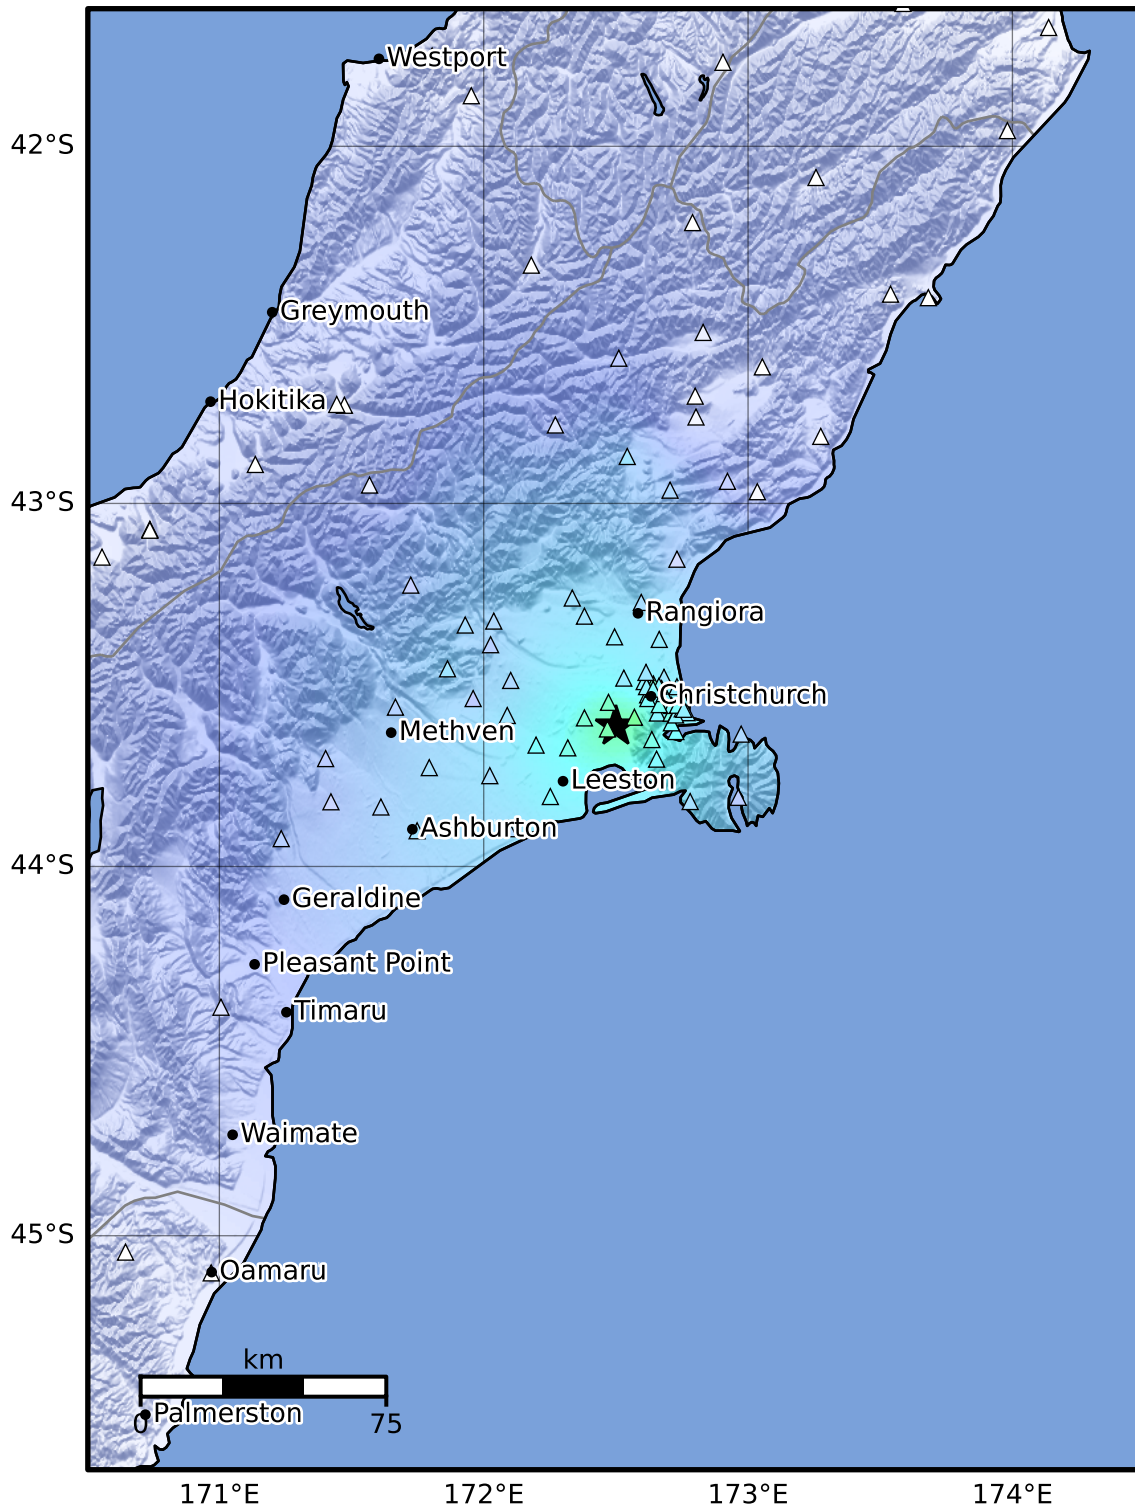 Westport
42°S
Greymouth
Hokitika
43°S
Rangiora
Christchurch
Methven
Leeston
Ashburton
44°S
Geraldine
Pleasant Point
Timaru
Waimate
45°S
Oamaru
km
Palmerston
0 75
171°E 172°E 173°E 174°E